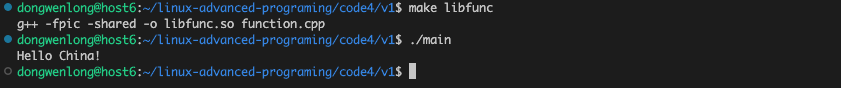 dongwenlong@host6:~/linux-advanced-programing/code4/v1$ make libfunc
g++ -fpic -shared -o libfunc.so function.cpp
dongwenlong@host6:~/linux-advanced-programing/code4/v1$ ./main
Hello China!
dongwenlong@host6:~/linux-advanced-programing/code4/v1$